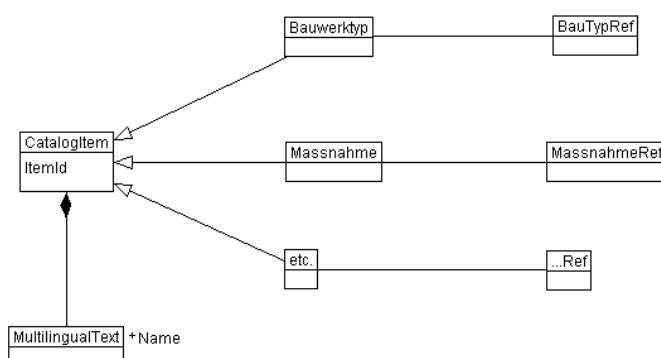 Bauwerktyp
BauTypRef
CatalogItem
ItemId
Massnahme
MassnahmeRef
etc.
...Ref
MultilingualText
+Name